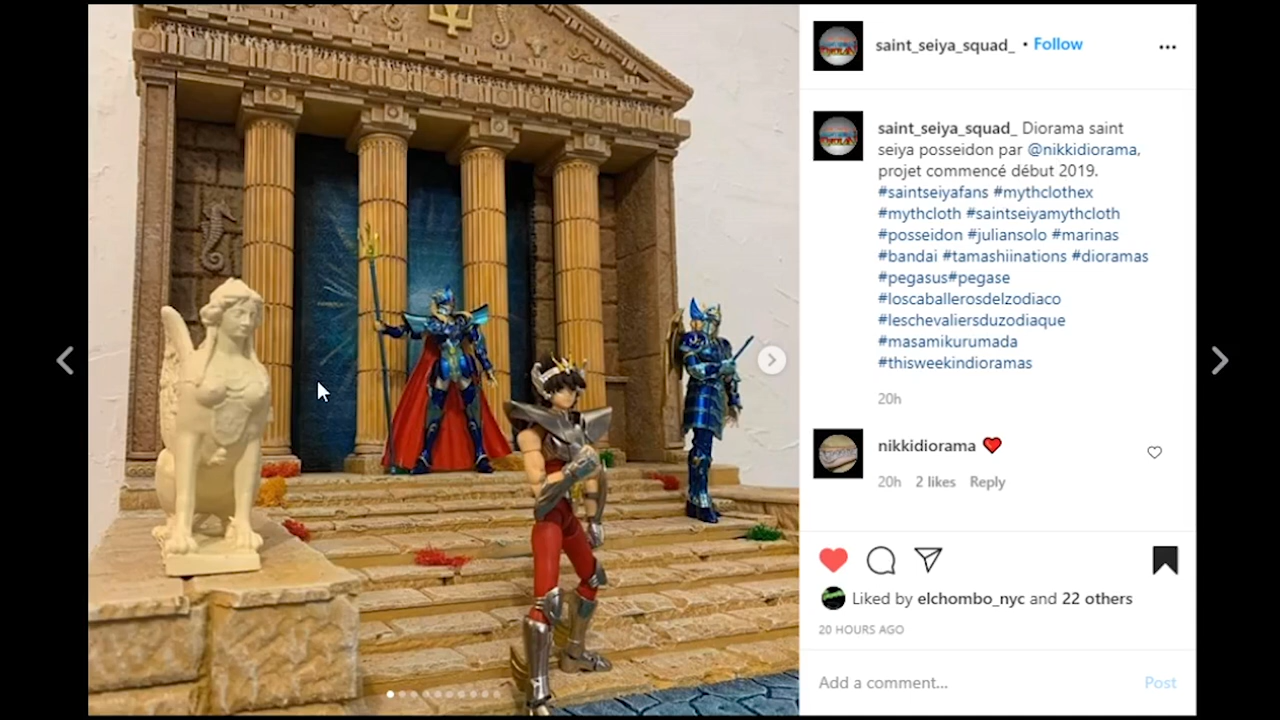 saint_seiya_squad_ • Follow
saint_seiya_squad_ Diorama saint
seiya posseidon par @nikkidiorama,
projet commencé début 2019.
#saintseiyafans #mythclothex
#mythcloth #saintseiyamythcloth
#posseidon #juliansolo #marinas
#bandai #tamashiinations #dioramas
#pegasus#pegase
#loscaballerosdelzodiaco
#leschevaliersduzodiaque
#masamikurumada
#thisweekindioramas
20h
nikkidiorama ❤️
20h 2 likes Reply
Liked by elchombo_nyc and 22 others
20 HOURS AGO
Add a comment... Post